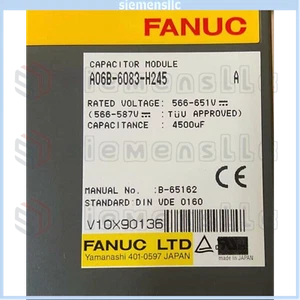 siemensllc
FANUC
CAPACITOR MODULE
A06B-6083-H245 A
RATED VOLTAGE: 566-651V⎓
(566-587V⎓ : TÜV APPROVED)
CAPACITANCE : 4500uF
MANUAL NO. :B-65162
STANDARD:DIN VDE 0160
CE
V10X90136
FANUC LTD
Yamanashi 401-0597 JAPAN
MADE IN JAPAN